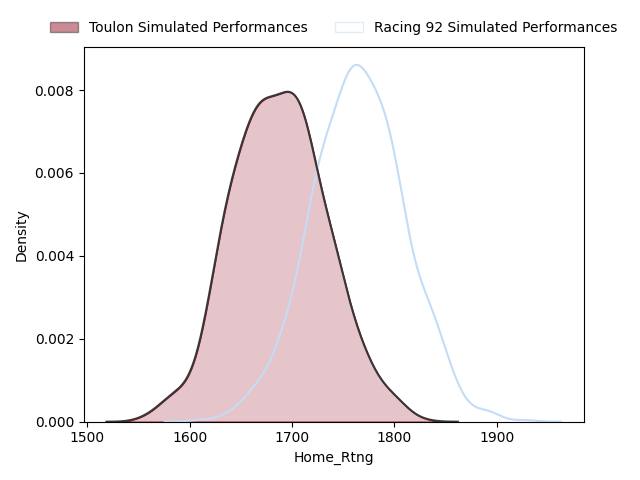 Toulon Simulated Performances
Racing 92 Simulated Performances
0.008
0.006
0.004
0.002
0.000
Density
1500
1600
1700
1800
1900
Home_Rtng